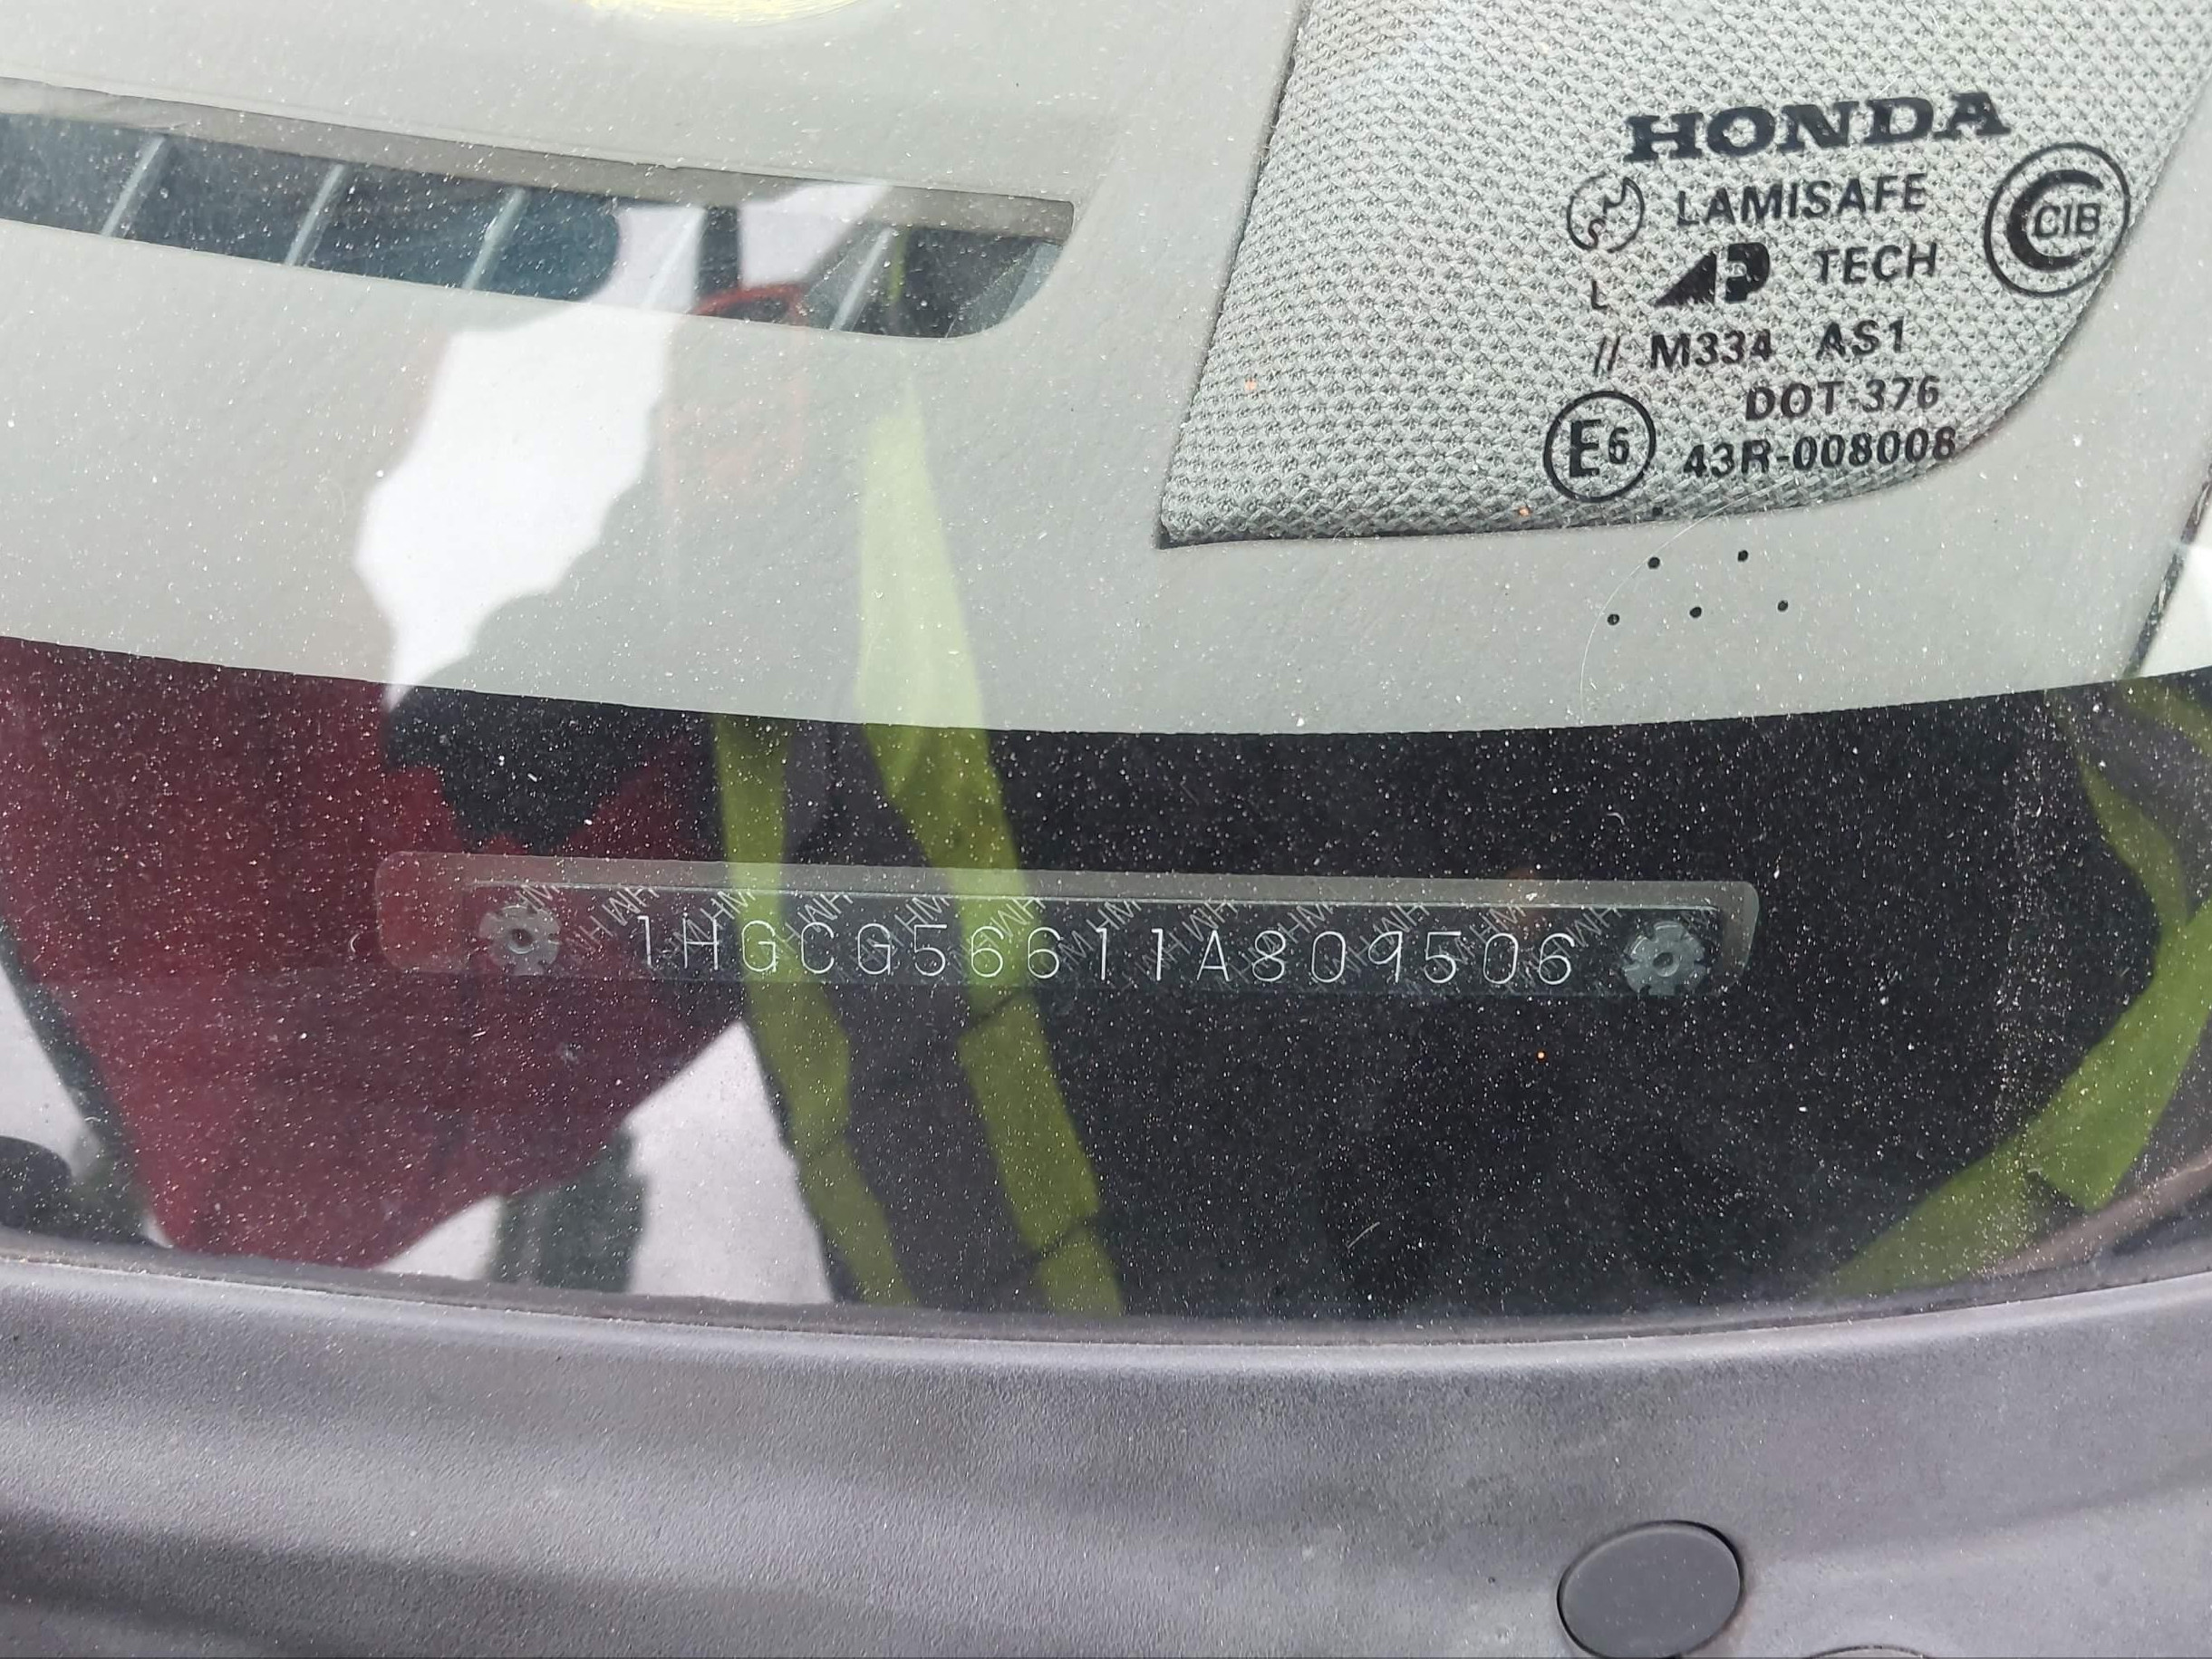 HONDA
LAMISAFE
CIB
AP TECH
L
// M334 AS1
DOT-376
E6 43R-008008
1HGCG56611A809506